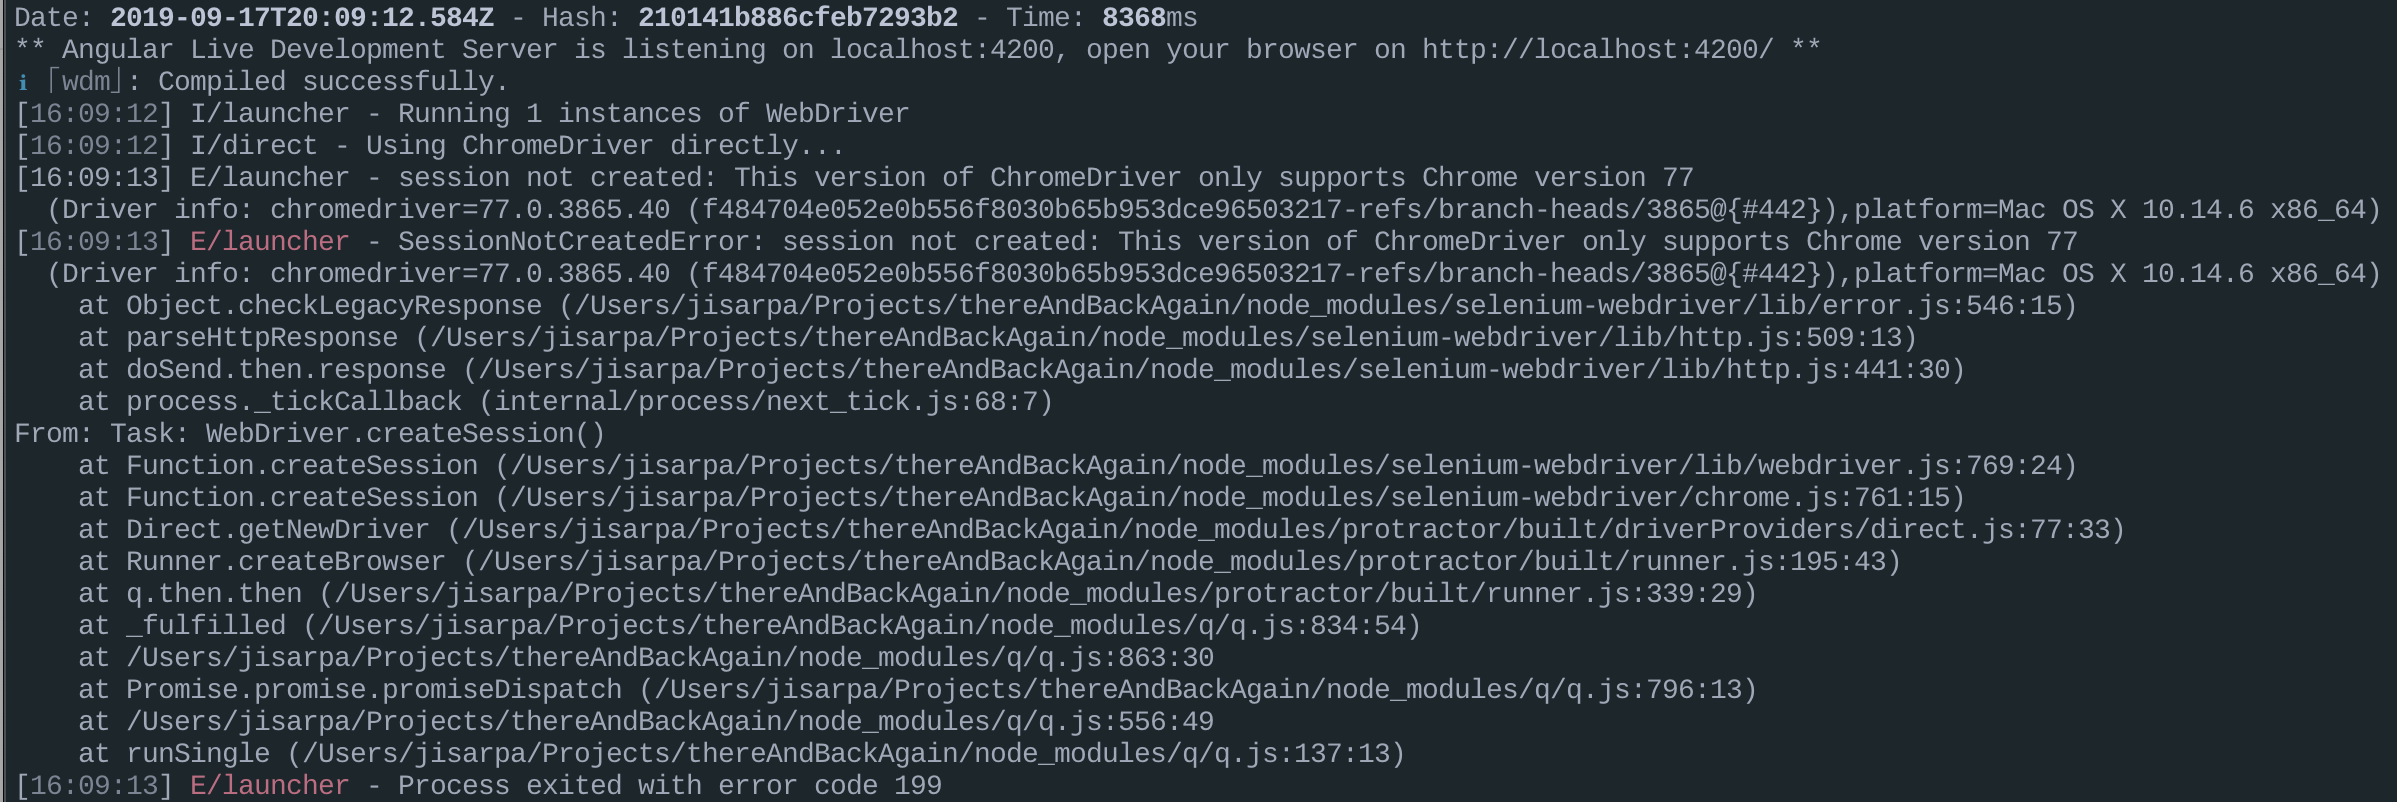 Date: 2019-09-17T20:09:12.584Z - Hash: 210141b886cfeb7293b2 - Time: 8368ms
** Angular Live Development Server is listening on localhost:4200, open your browser on http://localhost:4200/ **
ℹ ｢wdm｣: Compiled successfully.
[16:09:12] I/launcher - Running 1 instances of WebDriver
[16:09:12] I/direct - Using ChromeDriver directly...
[16:09:13] E/launcher - session not created: This version of ChromeDriver only supports Chrome version 77
  (Driver info: chromedriver=77.0.3865.40 (f484704e052e0b556f8030b65b953dce96503217-refs/branch-heads/3865@{#442}),platform=Mac OS X 10.14.6 x86_64)
[16:09:13] E/launcher - SessionNotCreatedError: session not created: This version of ChromeDriver only supports Chrome version 77
  (Driver info: chromedriver=77.0.3865.40 (f484704e052e0b556f8030b65b953dce96503217-refs/branch-heads/3865@{#442}),platform=Mac OS X 10.14.6 x86_64)
    at Object.checkLegacyResponse (/Users/jisarpa/Projects/thereAndBackAgain/node_modules/selenium-webdriver/lib/error.js:546:15)
    at parseHttpResponse (/Users/jisarpa/Projects/thereAndBackAgain/node_modules/selenium-webdriver/lib/http.js:509:13)
    at doSend.then.response (/Users/jisarpa/Projects/thereAndBackAgain/node_modules/selenium-webdriver/lib/http.js:441:30)
    at process._tickCallback (internal/process/next_tick.js:68:7)
From: Task: WebDriver.createSession()
    at Function.createSession (/Users/jisarpa/Projects/thereAndBackAgain/node_modules/selenium-webdriver/lib/webdriver.js:769:24)
    at Function.createSession (/Users/jisarpa/Projects/thereAndBackAgain/node_modules/selenium-webdriver/chrome.js:761:15)
    at Direct.getNewDriver (/Users/jisarpa/Projects/thereAndBackAgain/node_modules/protractor/built/driverProviders/direct.js:77:33)
    at Runner.createBrowser (/Users/jisarpa/Projects/thereAndBackAgain/node_modules/protractor/built/runner.js:195:43)
    at q.then.then (/Users/jisarpa/Projects/thereAndBackAgain/node_modules/protractor/built/runner.js:339:29)
    at _fulfilled (/Users/jisarpa/Projects/thereAndBackAgain/node_modules/q/q.js:834:54)
    at /Users/jisarpa/Projects/thereAndBackAgain/node_modules/q/q.js:863:30
    at Promise.promise.promiseDispatch (/Users/jisarpa/Projects/thereAndBackAgain/node_modules/q/q.js:796:13)
    at /Users/jisarpa/Projects/thereAndBackAgain/node_modules/q/q.js:556:49
    at runSingle (/Users/jisarpa/Projects/thereAndBackAgain/node_modules/q/q.js:137:13)
[16:09:13] E/launcher - Process exited with error code 199